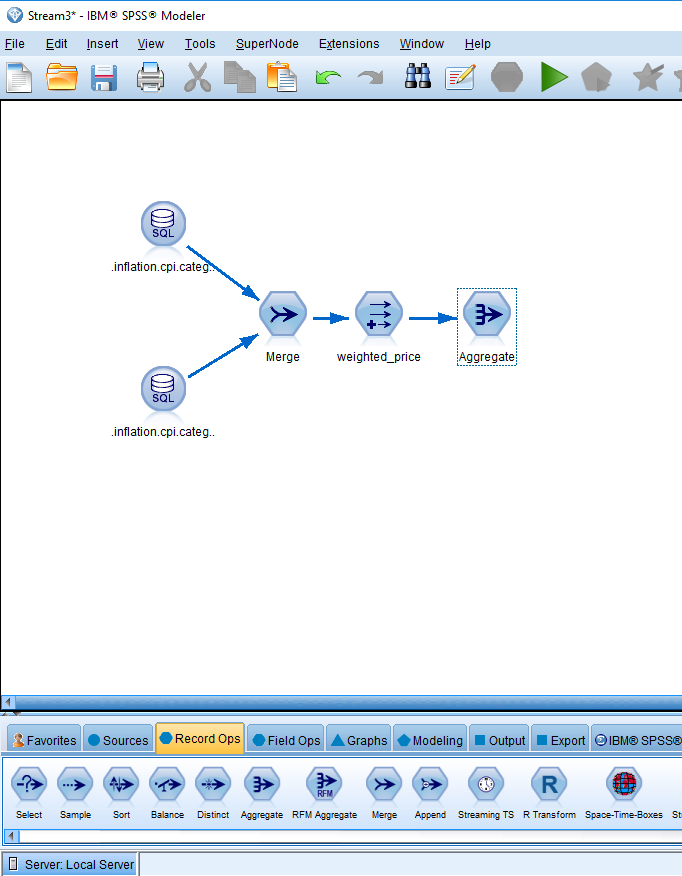 Stream3* - IBM® SPSS® Modeler
File Edit Insert View Tools SuperNode Extensions Window Help
SQL
.inflation.cpi.categ..
Merge
weighted_price
Aggregate
SQL
.inflation.cpi.categ..
Favorites Sources Record Ops Field Ops Graphs Modeling Output Export IBM® SPSS®
RFM
R
Select Sample Sort Balance Distinct Aggregate RFM Aggregate Merge Append Streaming TS R Transform Space-Time-Boxes
Server: Local Server